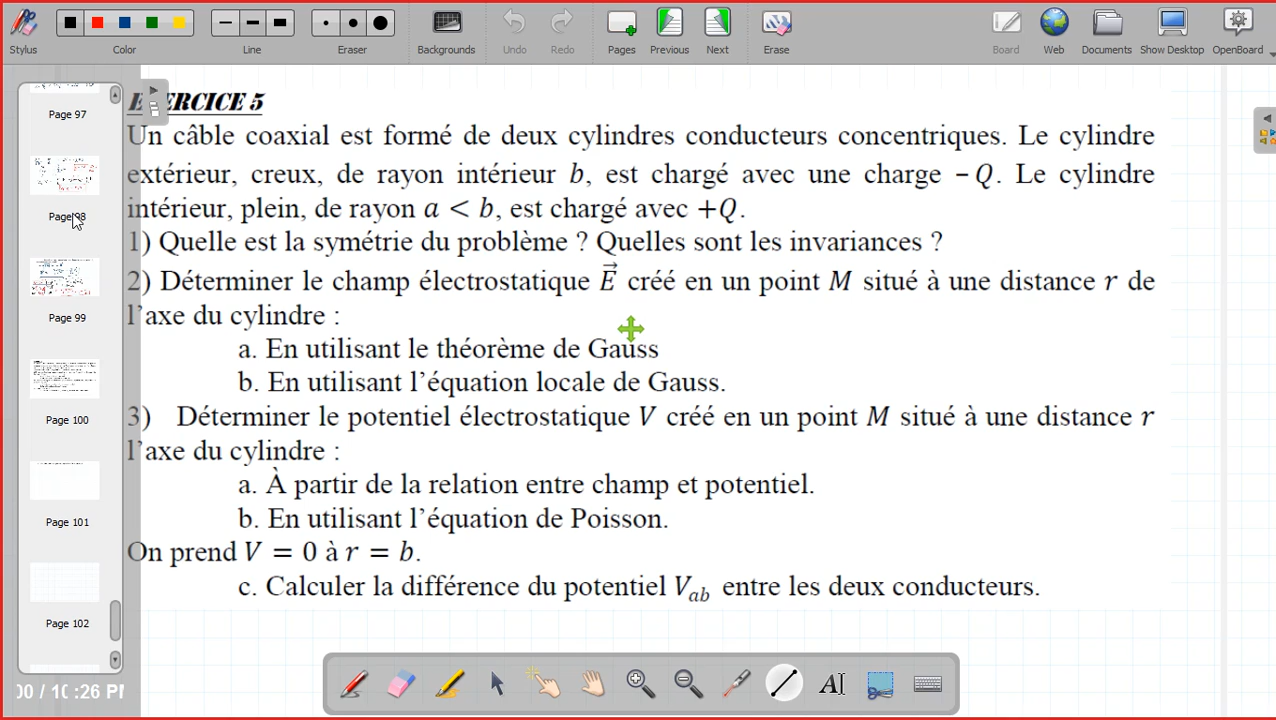 Stylus Color Line Eraser Backgrounds Undo Redo Pages Previous Next Erase Board Web Documents Show Desktop OpenBoard
Page 97
Page 98
Page 99
Page 100
Page 101
Page 102
:26 PM
EXERCICE 5
Un câble coaxial est formé de deux cylindres conducteurs concentriques. Le cylindre
extérieur, creux, de rayon intérieur b, est chargé avec une charge −Q. Le cylindre
intérieur, plein, de rayon a < b, est chargé avec +Q.
1) Quelle est la symétrie du problème ? Quelles sont les invariances ?
2) Déterminer le champ électrostatique E⃗ créé en un point M situé à une distance r de
l'axe du cylindre :
a. En utilisant le théorème de Gauss
b. En utilisant l'équation locale de Gauss.
3) Déterminer le potentiel électrostatique V créé en un point M situé à une distance r
l'axe du cylindre :
a. À partir de la relation entre champ et potentiel.
b. En utilisant l'équation de Poisson.
On prend V = 0 à r = b.
c. Calculer la différence du potentiel Vab entre les deux conducteurs.
AI